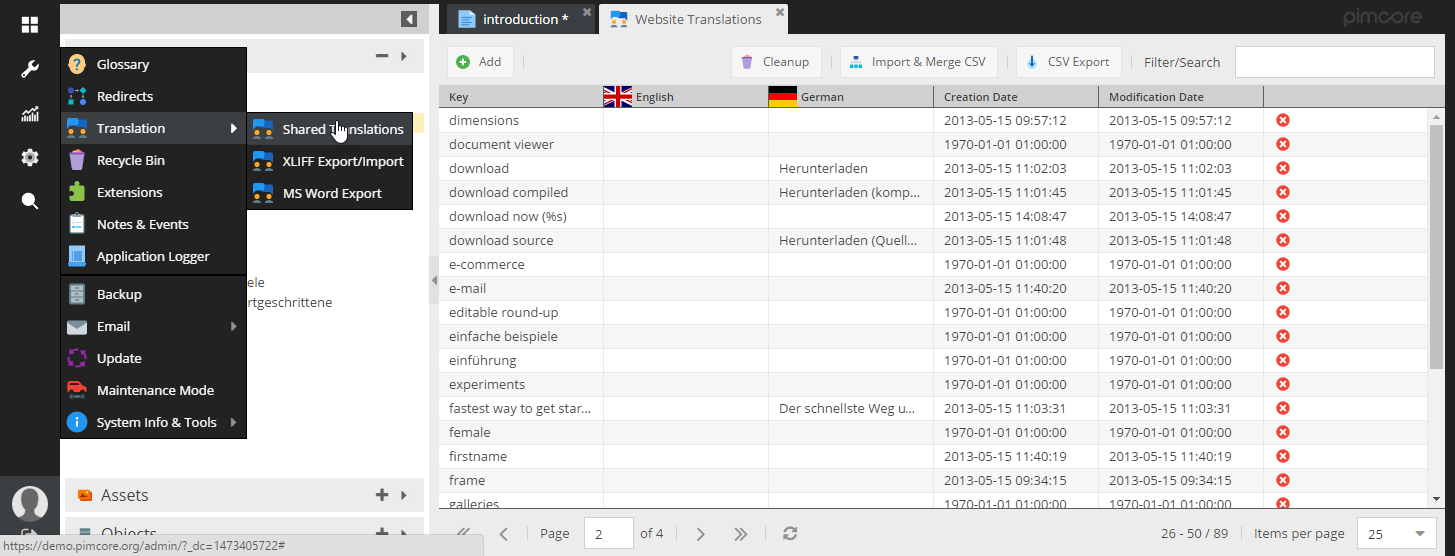 introduction *
Website Translations
pimcore
Glossary
Redirects
Translation
Recycle Bin
Extensions
Notes & Events
Application Logger
Backup
Email
Update
Maintenance Mode
System Info & Tools
Shared Translations
XLIFF Export/Import
MS Word Export
ele
rtgeschrittene
Assets
Objects
https://demo.pimcore.org/admin/?_dc=1473405722#
Add
Cleanup
Import & Merge CSV
CSV Export
Filter/Search
Key English German Creation Date Modification Date
dimensions 2013-05-15 09:57:12 2013-05-15 09:57:12
document viewer 1970-01-01 01:00:00 1970-01-01 01:00:00
download Herunterladen 2013-05-15 11:02:03 2013-05-15 11:02:03
download compiled Herunterladen (komp... 2013-05-15 11:01:45 2013-05-15 11:01:45
download now (%s) 2013-05-15 14:08:47 2013-05-15 14:08:47
download source Herunterladen (Quell... 2013-05-15 11:01:48 2013-05-15 11:01:48
e-commerce 1970-01-01 01:00:00 1970-01-01 01:00:00
e-mail 2013-05-15 11:40:20 2013-05-15 11:40:20
editable round-up 1970-01-01 01:00:00 1970-01-01 01:00:00
einfache beispiele 1970-01-01 01:00:00 1970-01-01 01:00:00
einführung 1970-01-01 01:00:00 1970-01-01 01:00:00
experiments 1970-01-01 01:00:00 1970-01-01 01:00:00
fastest way to get star... Der schnellste Weg u... 2013-05-15 11:03:31 2013-05-15 11:03:31
female 1970-01-01 01:00:00 1970-01-01 01:00:00
firstname 2013-05-15 11:40:19 2013-05-15 11:40:19
frame 2013-05-15 09:34:15 2013-05-15 09:34:15
galleries 1970-01-01 01:00:00 1970-01-01 01:00:00
Page 2 of 4
26 - 50 / 89
Items per page 25